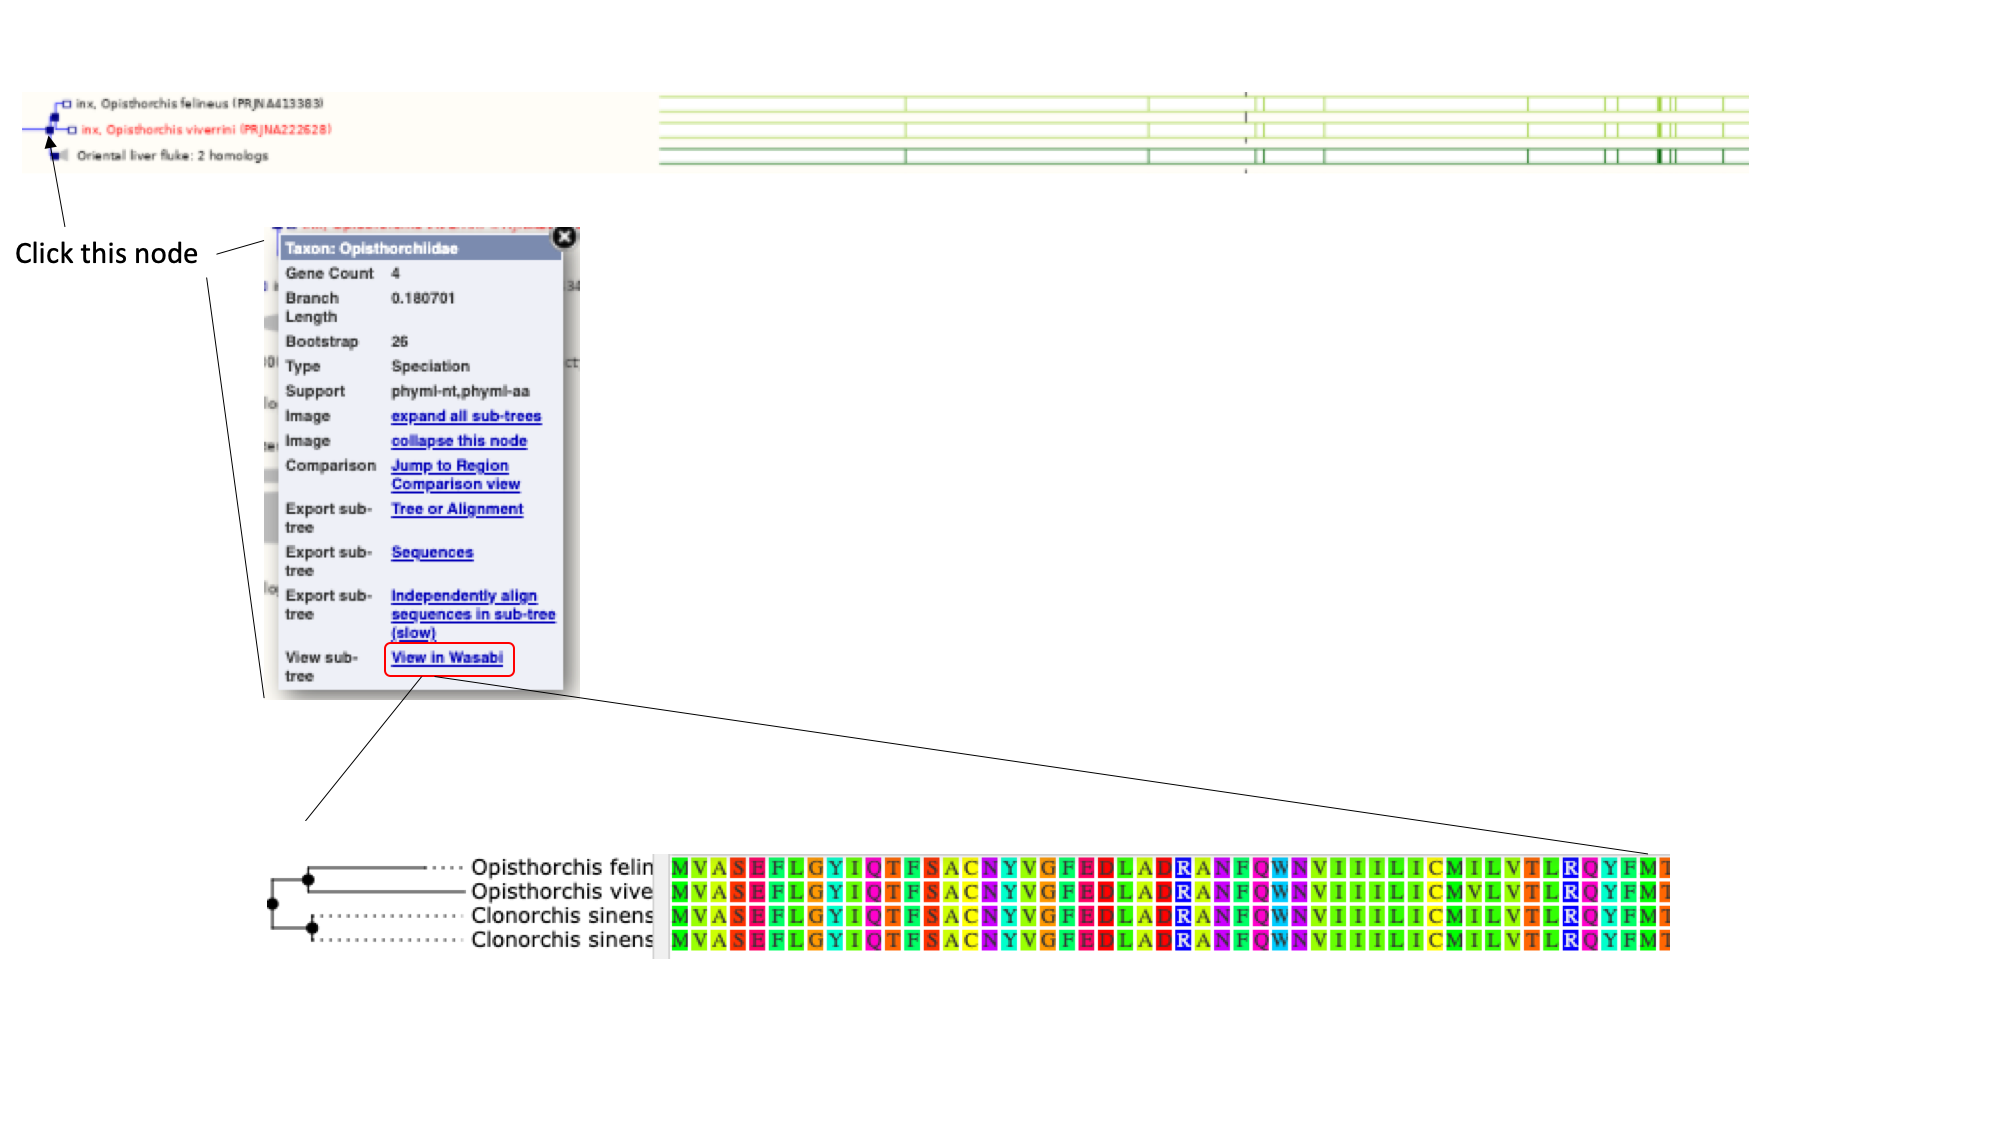 inx, Opisthorchis felineus (PRJNA413383)
inx, Opisthorchis viverrini (PRJNA222628)
Oriental liver fluke: 2 homologs
Click this node
Taxon: Opisthorchiidae
Gene Count 4
Branch Length 0.180701
Bootstrap 26
Type Speciation
Support phyml-nt,phyml-aa
Image expand all sub-trees
Image collapse this node
Comparison Jump to Region
Comparison view
Export sub-tree Tree or Alignment
Export sub-tree Sequences
Export sub-tree Independently align
sequences in sub-tree
(slow)
View sub-tree View in Wasabi
Opisthorchis felin MVASEFLGYIQTFSACNYVGFEDLADRANFQWNVIIILICMILVTLRQYFMT
Opisthorchis vive MVASEFLGYIQTFSACNYVGFEDLADRANFQWNVIIILICMVLVTLRQYFMT
Clonorchis sinens MVASEFLGYIQTFSACNYVGFEDLADRANFQWNVIIILICMILVTLRQYFMT
Clonorchis sinens MVASEFLGYIQTFSACNYVGFEDLADRANFQWNVIIILICMILVTLRQYFMT